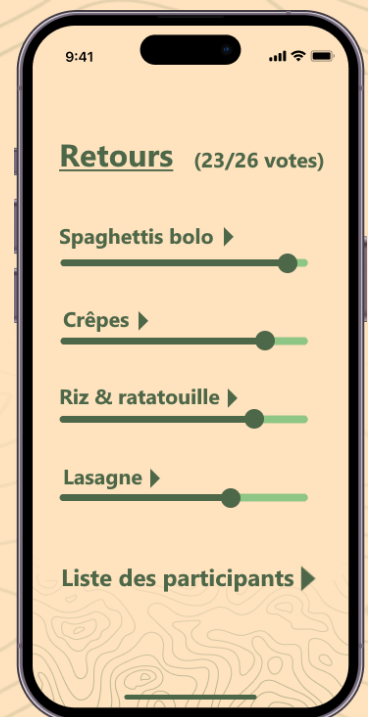 9:41
Retours (23/26 votes)
Spaghettis bolo
Crêpes
Riz & ratatouille
Lasagne
Liste des participants